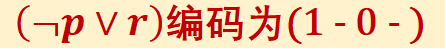 (¬p ∨ r)编码为(1 - 0 - )